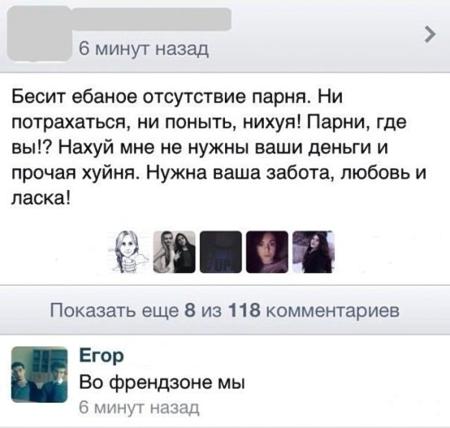 6 минут назад
Бесит ебаное отсутствие парня. Ни
потрахаться, ни поныть, нихуя! Парни, где
вы!? Нахуй мне не нужны ваши деньги и
прочая хуйня. Нужна ваша забота, любовь и
ласка!
Показать еще 8 из 118 комментариев
Егор
Во френдзоне мы
6 минут назад